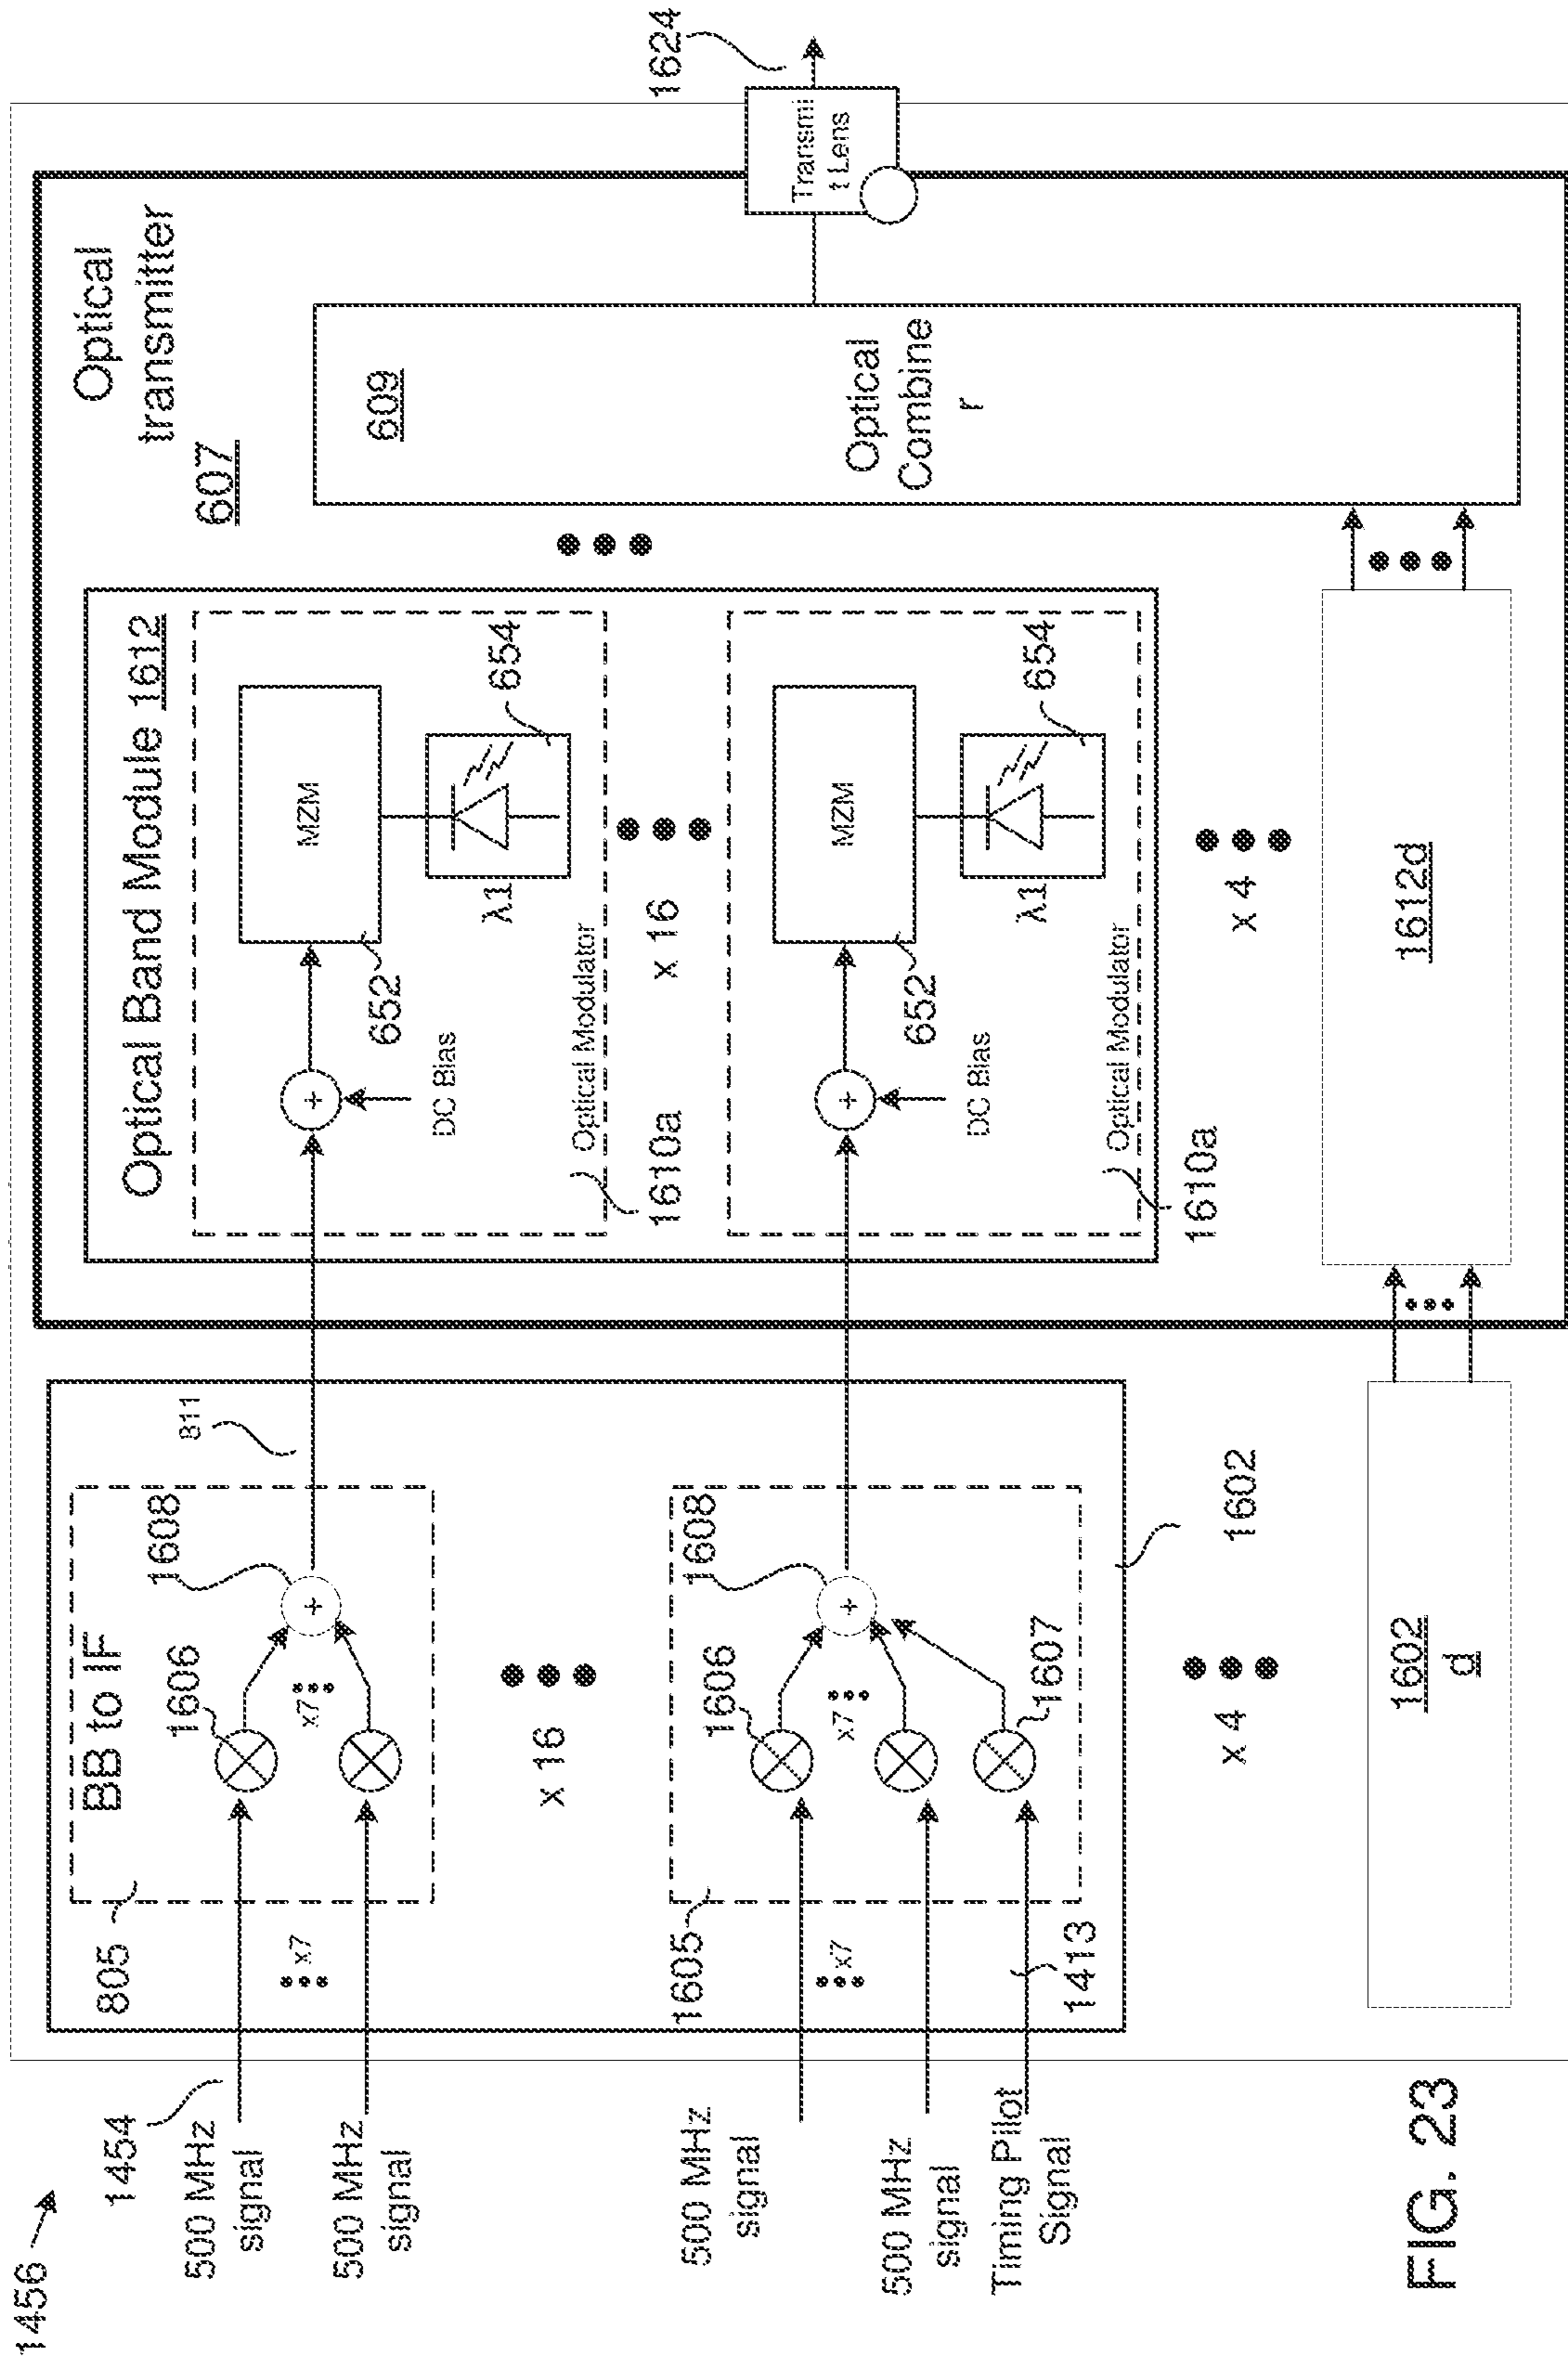 1456
1454
500 MHz
signal
500 MHz
signal
500 MHz
signal
500 MHz
signal
Timing Pilot
Signal
805
BB to IF
x7
1606
x7
1608
811
x 16
1605
x7
1413
1606
x7
1607
1608
1602
x 4
1602
d
Optical
transmitter
607
Optical Band Module 1612
MZM
652
DC Bias
λ1
654
Optical Modulator
1610a
x 16
MZM
652
DC Bias
λ1
654
Optical Modulator
1610a
x 4
1612d
609
Optical
Combine
r
Transmi
t Lens
1624
FIG. 23